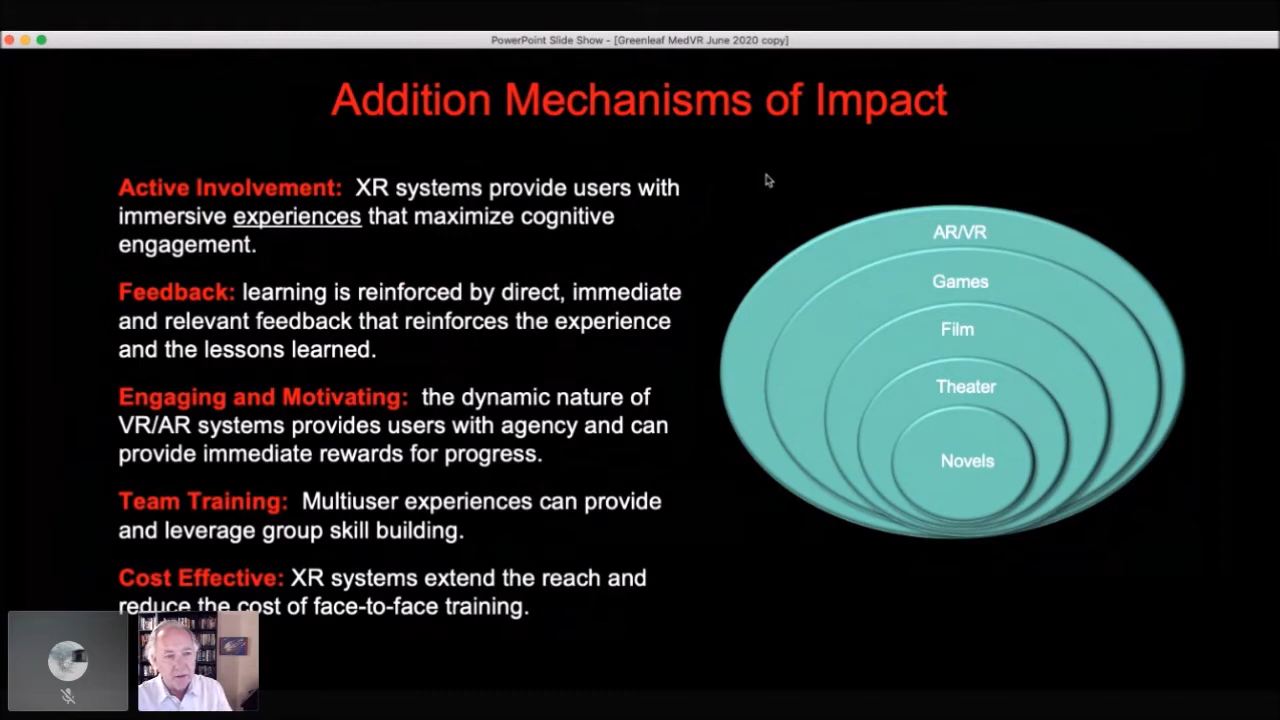 PowerPoint Slide Show - [Greenleaf MedVR June 2020 copy]
Addition Mechanisms of Impact
Active Involvement: XR systems provide users with
immersive experiences that maximize cognitive
engagement.
Feedback: learning is reinforced by direct, immediate
and relevant feedback that reinforces the experience
and the lessons learned.
Engaging and Motivating: the dynamic nature of
VR/AR systems provides users with agency and can
provide immediate rewards for progress.
Team Training: Multiuser experiences can provide
and leverage group skill building.
Cost Effective: XR systems extend the reach and
reduce the cost of face-to-face training.
AR/VR
Games
Film
Theater
Novels